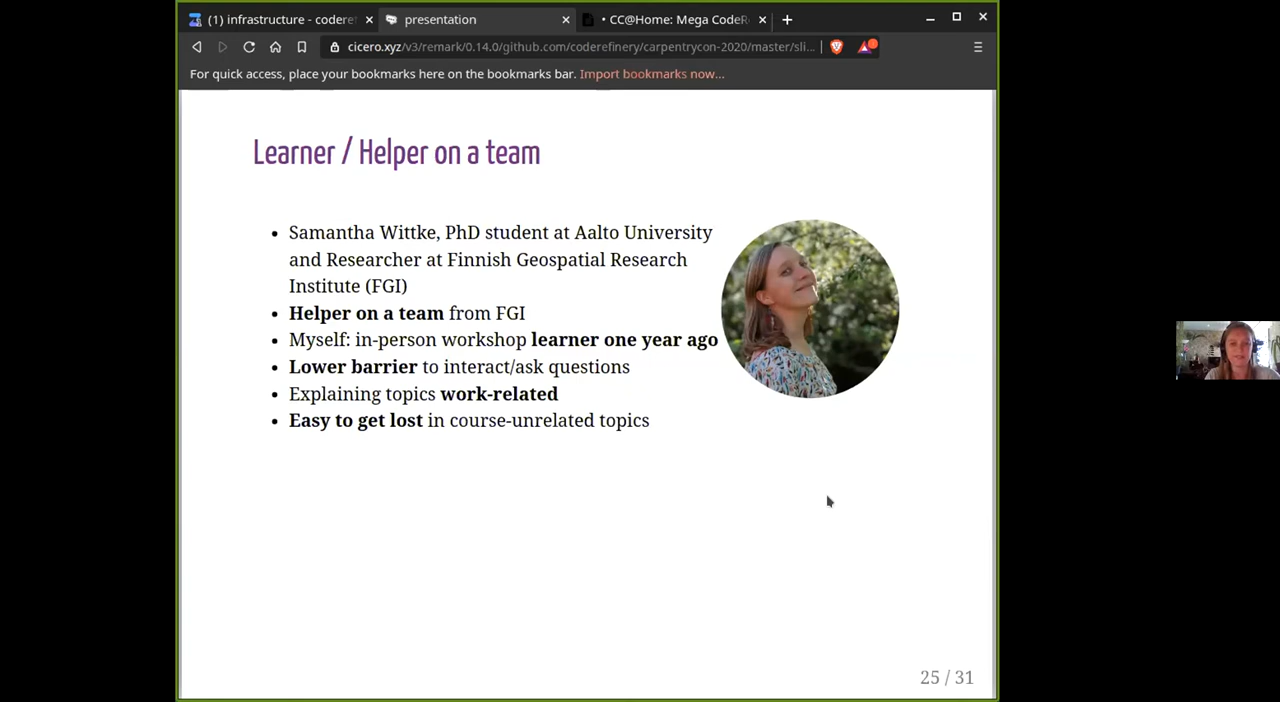 (1) infrastructure - coderef
presentation
• CC@Home: Mega CodeR
cicero.xyz/v3/remark/0.14.0/github.com/coderefinery/carpentrycon-2020/master/sli...
For quick access, place your bookmarks here on the bookmarks bar. Import bookmarks now...
Learner / Helper on a team
• Samantha Wittke, PhD student at Aalto University
and Researcher at Finnish Geospatial Research
Institute (FGI)
• Helper on a team from FGI
• Myself: in-person workshop learner one year ago
• Lower barrier to interact/ask questions
• Explaining topics work-related
• Easy to get lost in course-unrelated topics
25 / 31